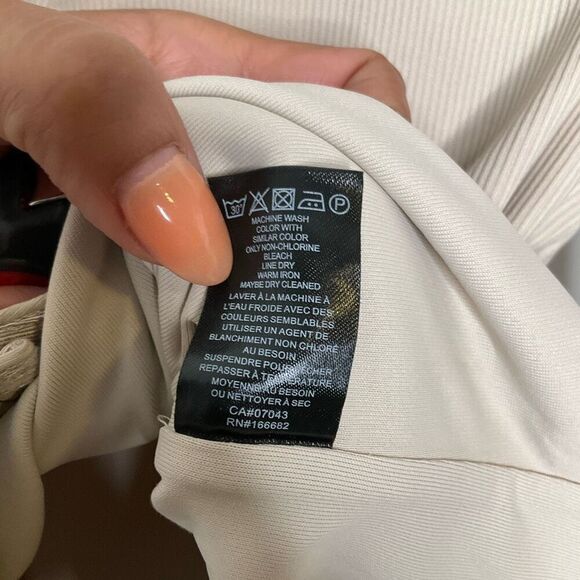 30° P
MACHINE WASH
COLOR WITH
SIMILAR COLOR
ONLY NON-CHLORINE
BLEACH
LINE DRY
WARM IRON
MAYBE DRY CLEANED
LAVER À LA MACHINE À
L'EAU FROIDE AVEC DES
COULEURS SEMBLABLES
UTILISER UN AGENT DE
BLANCHIMENT NON CHLORÉ
AU BESOIN
SUSPENDRE POUR SÉCHER
REPASSER À TEMPÉRATURE
MOYENNE AU BESOIN
OU NETTOYER À SEC
CA#07043
RN#166682